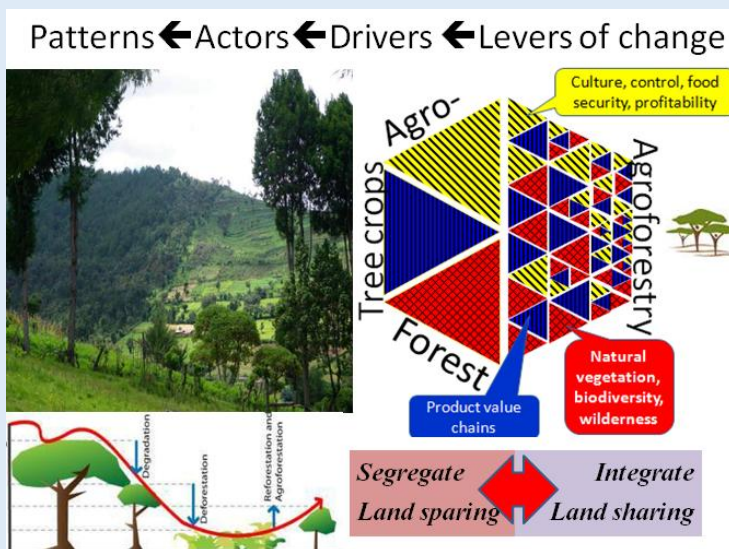 Patterns ← Actors ← Drivers ← Levers of change
Culture, control, food
security, profitability
Agro-
Tree crops
Forest
Agroforestry
Product value
chains
Natural
vegetation,
biodiversity,
wilderness
Degradation
Deforestation
Reforestation and
Agroforestation
Segregate
Land sparing
Integrate
Land sharing